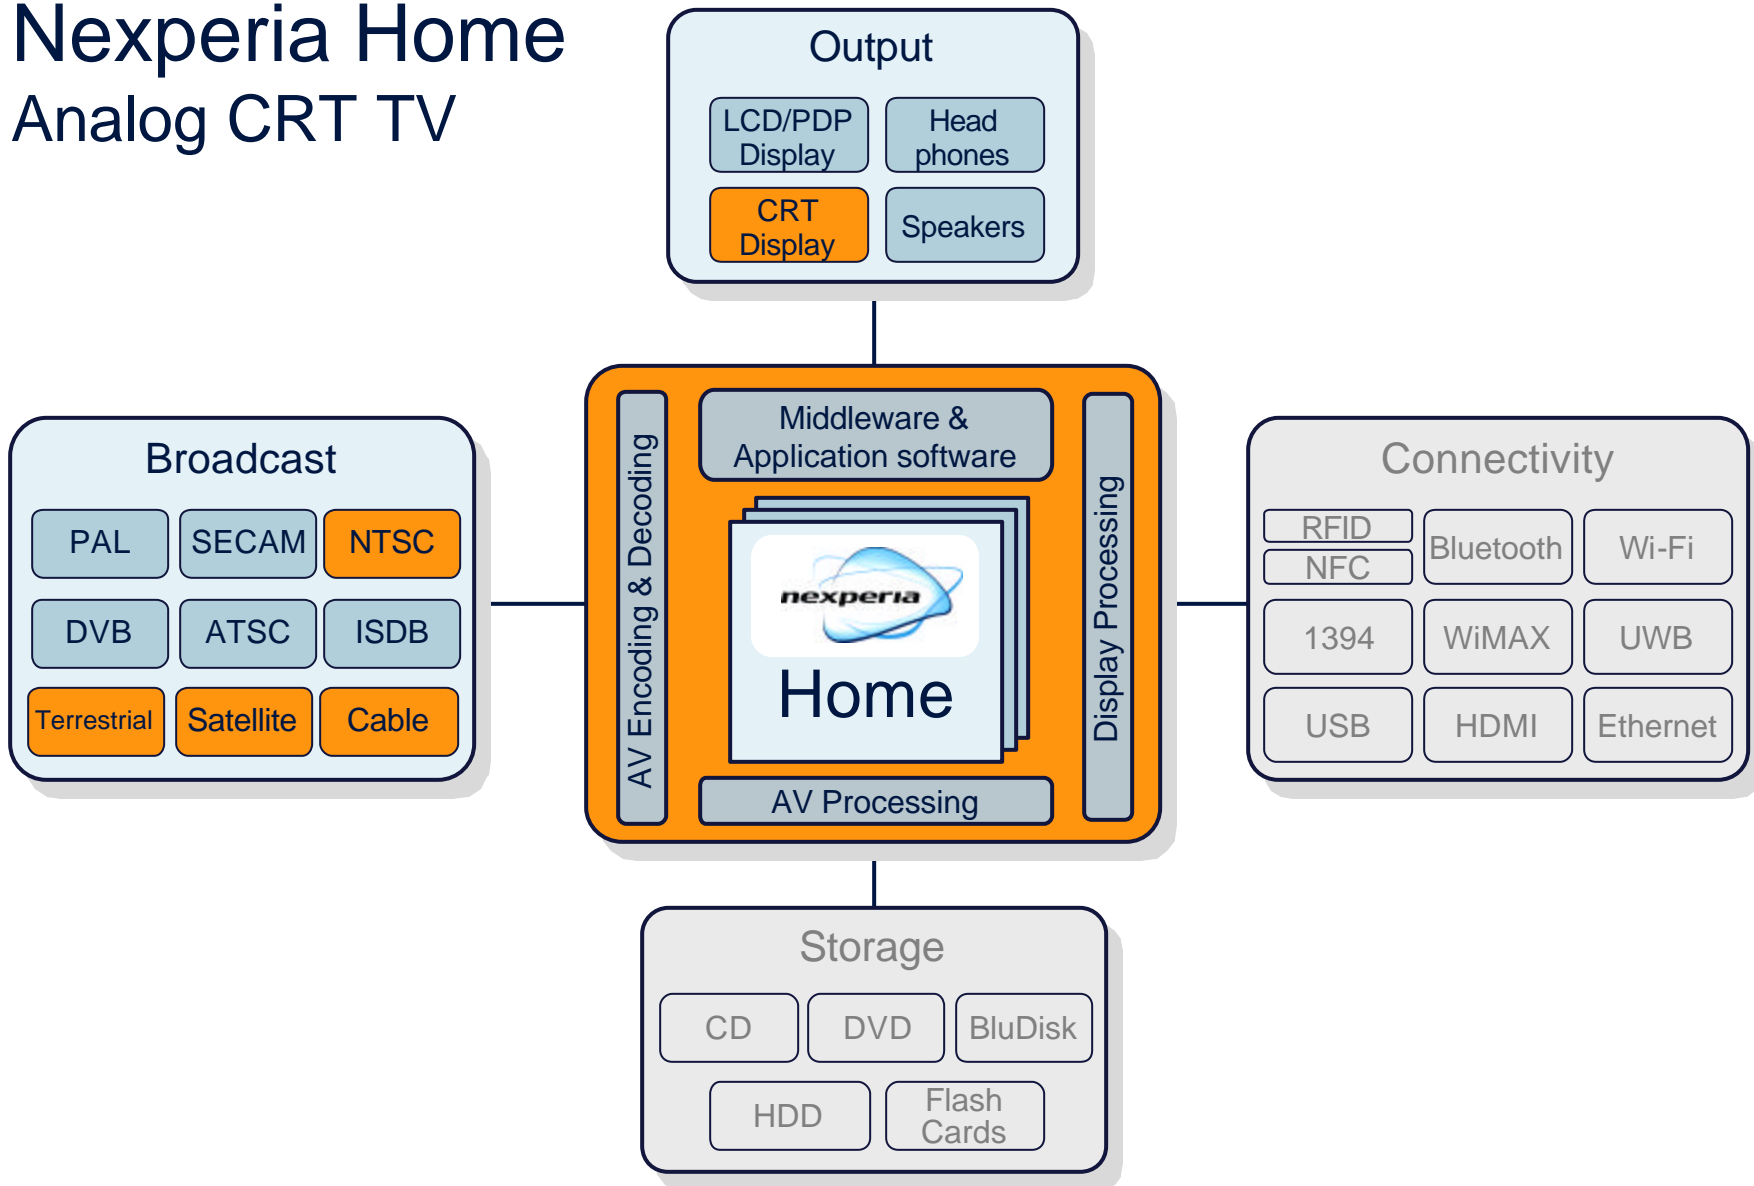 Nexperia Home
Analog CRT TV
Output
LCD/PDP
Display
Head
phones
CRT
Display
Speakers
Broadcast
PAL
SECAM
NTSC
DVB
ATSC
ISDB
Terrestrial
Satellite
Cable
AV Encoding & Decoding
Middleware &
Application software
nexperia
Home
AV Processing
Display Processing
Connectivity
RFID
NFC
Bluetooth
Wi-Fi
1394
WiMAX
UWB
USB
HDMI
Ethernet
Storage
CD
DVD
BluDisk
HDD
Flash
Cards